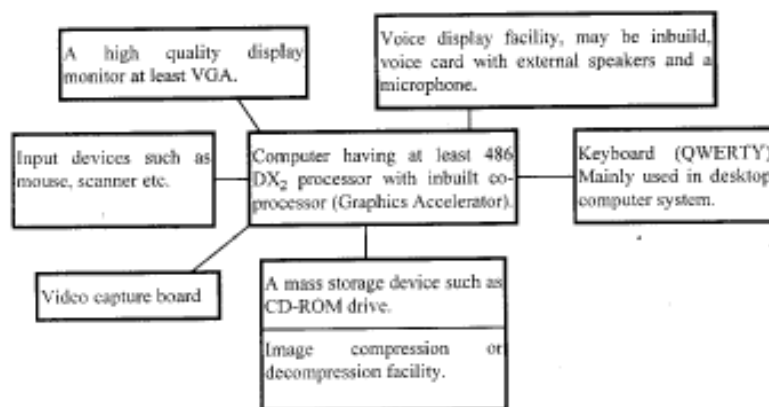 A high quality display
monitor at least VGA.
Voice display facility, may be inbuild,
voice card with external speakers and a
microphone.
Input devices such as
mouse, scanner etc.
Computer having at least 486
DX2 processor with inbuilt co-
processor (Graphics Accelerator).
Keyboard (QWERTY)
Mainly used in desktop
computer system.
Video capture board
A mass storage device such as
CD-ROM drive.
Image compression or
decompression facility.